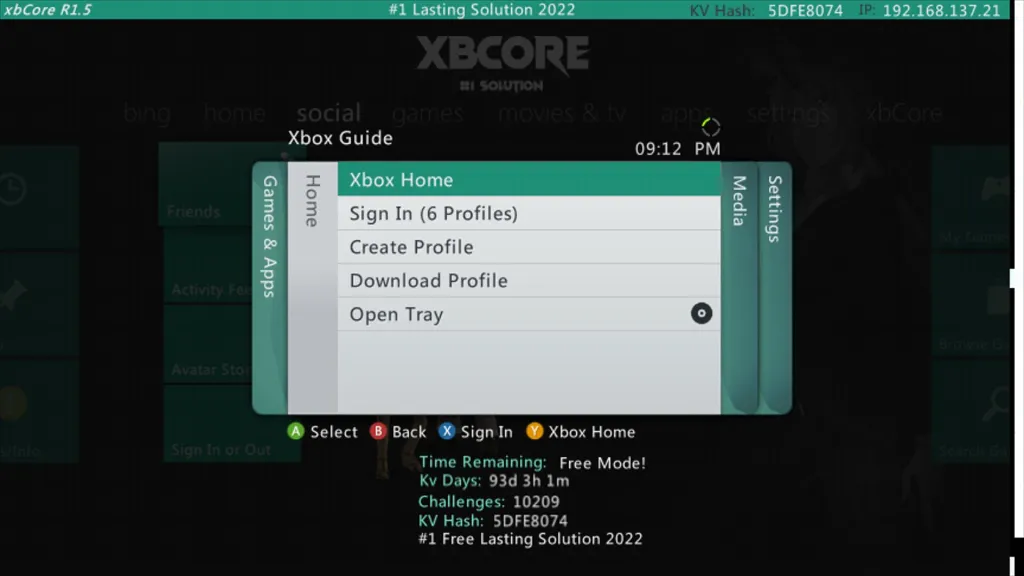 xbCore R1.5 #1 Lasting Solution 2022 KV Hash: 5DFE8074 IP: 192.168.137.21
XBCORE
#1 SOLUTION
bing home social games movies & tv apps settings xbCore
Xbox Guide
09:12 PM
Games & Apps
Home
Xbox Home
Sign In (6 Profiles)
Create Profile
Download Profile
Open Tray
Media
Settings
Friends
Activity Fee
Avatar Stor
Sign In or Out
A Select B Back X Sign In Y Xbox Home
Time Remaining: Free Mode!
Kv Days: 93d 3h 1m
Challenges: 10209
KV Hash: 5DFE8074
#1 Free Lasting Solution 2022